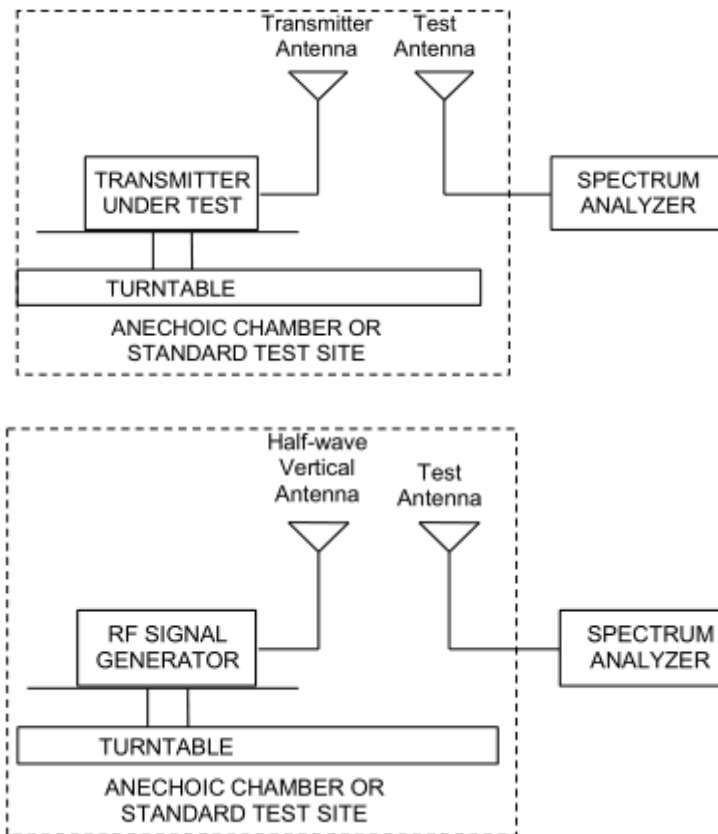 Transmitter
Antenna
Test
Antenna
TRANSMITTER
UNDER TEST
SPECTRUM
ANALYZER
TURNTABLE
ANECHOIC CHAMBER OR
STANDARD TEST SITE
Half-wave
Vertical
Antenna
Test
Antenna
RF SIGNAL
GENERATOR
SPECTRUM
ANALYZER
TURNTABLE
ANECHOIC CHAMBER OR
STANDARD TEST SITE